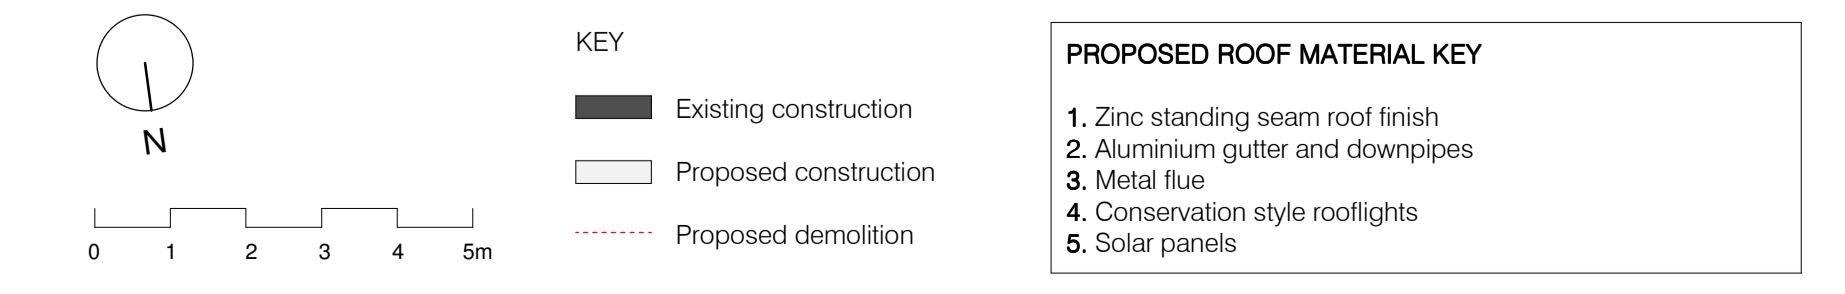 N
0 1 2 3 4 5m
KEY
Existing construction
Proposed construction
Proposed demolition
PROPOSED ROOF MATERIAL KEY
1. Zinc standing seam roof finish
2. Aluminium gutter and downpipes
3. Metal flue
4. Conservation style rooflights
5. Solar panels